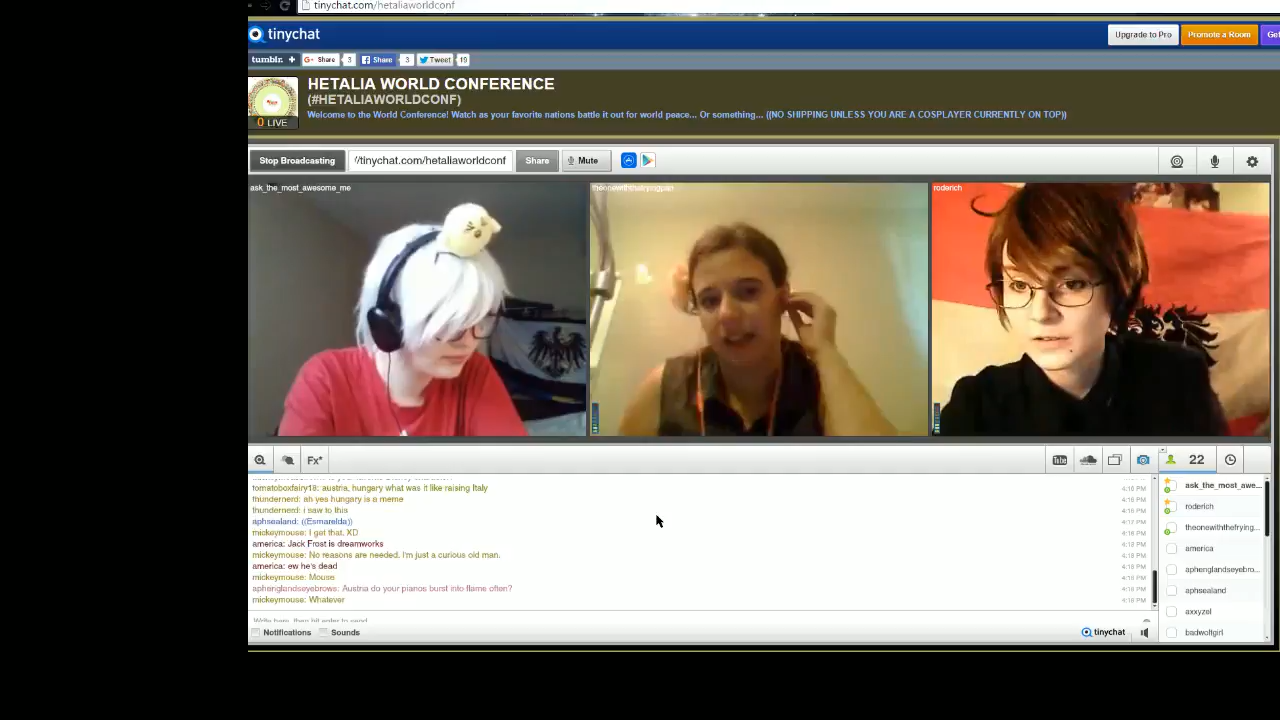 tinychat.com/hetaliaworldconf
tinychat
Upgrade to Pro
Promote a Room
tumblr. +
Share 3
Share 3
Tweet 19
HETALIA WORLD CONFERENCE
(#HETALIAWORLDCONF)
Welcome to the World Conference! Watch as your favorite nations battle it out for world peace... Or something... ((NO SHIPPING UNLESS YOU ARE A COSPLAYER CURRENTLY ON TOP))
0 LIVE
Stop Broadcasting
//tinychat.com/hetaliaworldconf
Share
Mute
ask_the_most_awesome_me
theonewiththefryingpan
roderich
Fx*
You Tube
22
tomatoboxfairy18: austria, hungary what was it like raising Italy 4:16 PM
thundernerd: ah yes hungary is a meme 4:16 PM
thundernerd: i saw to this 4:16 PM
aphsealand: ((Esmarelda)) 4:17 PM
mickeymouse: I get that. XD 4:18 PM
america: Jack Frost is dreamworks 4:18 PM
mickeymouse: No reasons are needed. I'm just a curious old man. 4:18 PM
america: ew he's dead 4:18 PM
mickeymouse: Mouse 4:18 PM
aphenglandseyebrows: Austria do your pianos burst into flame often? 4:18 PM
mickeymouse: Whatever 4:18 PM
Notifications
Sounds
tinychat
ask_the_most_awe...
roderich
theonewiththefrying...
america
aphenglandseyebro...
aphsealand
axxyzel
badwolfgirl